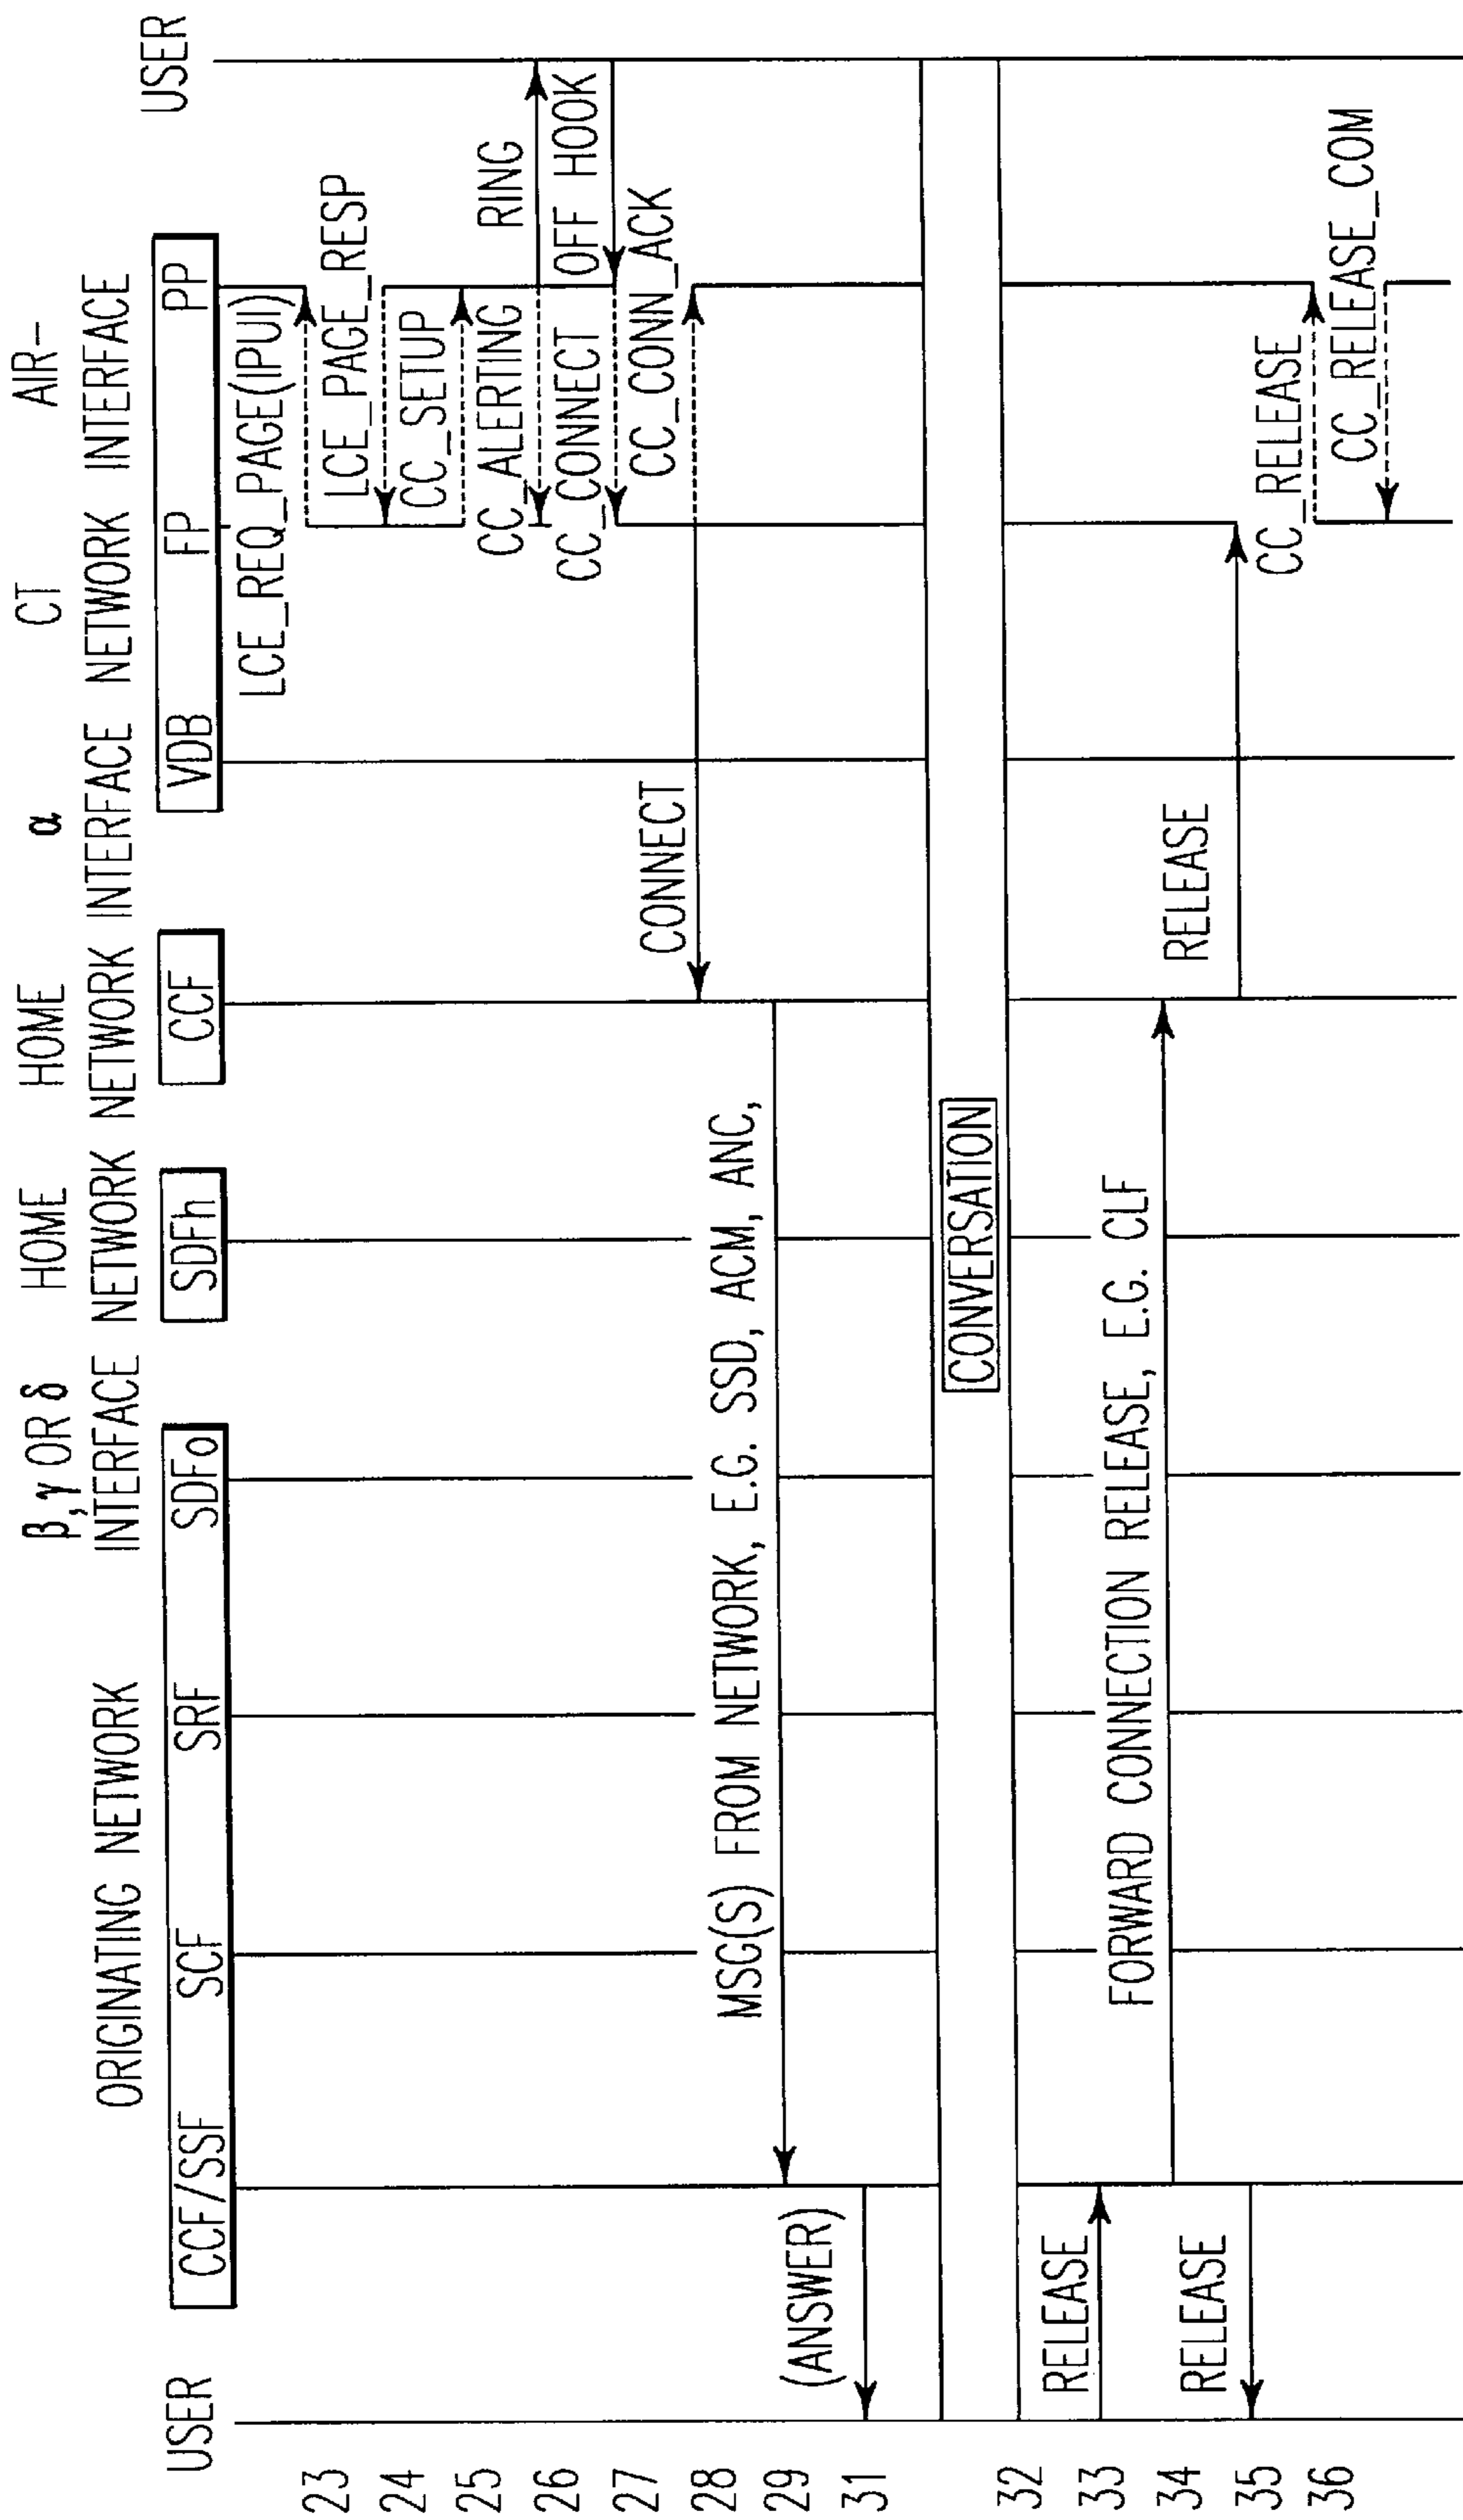 β,γ OR δ HOME HOME α CT AIR-
ORIGINATING NETWORK INTERFACE NETWORK NETWORK INTERFACE NETWORK INTERFACE
USER CCF/SSF SCF SRF SDFo SDFh CCF VDB FP PP USER
LCE_REQ_PAGE(IPUI)
23
LCE_PAGE_RESP
24
CC_SETUP
25
CC_ALERTING RING
26
CC_CONNECT OFF HOOK
27
CONNECT CC_CONN_ACK
28
MSG(S) FROM NETWORK, E.G. SSD, ACM, ANC,
29
(ANSWER)
31
CONVERSATION
32
RELEASE
33
FORWARD CONNECTION RELEASE, E.G. CLF
34
RELEASE RELEASE
35
CC_RELEASE
36
CC_RELEASE_COM